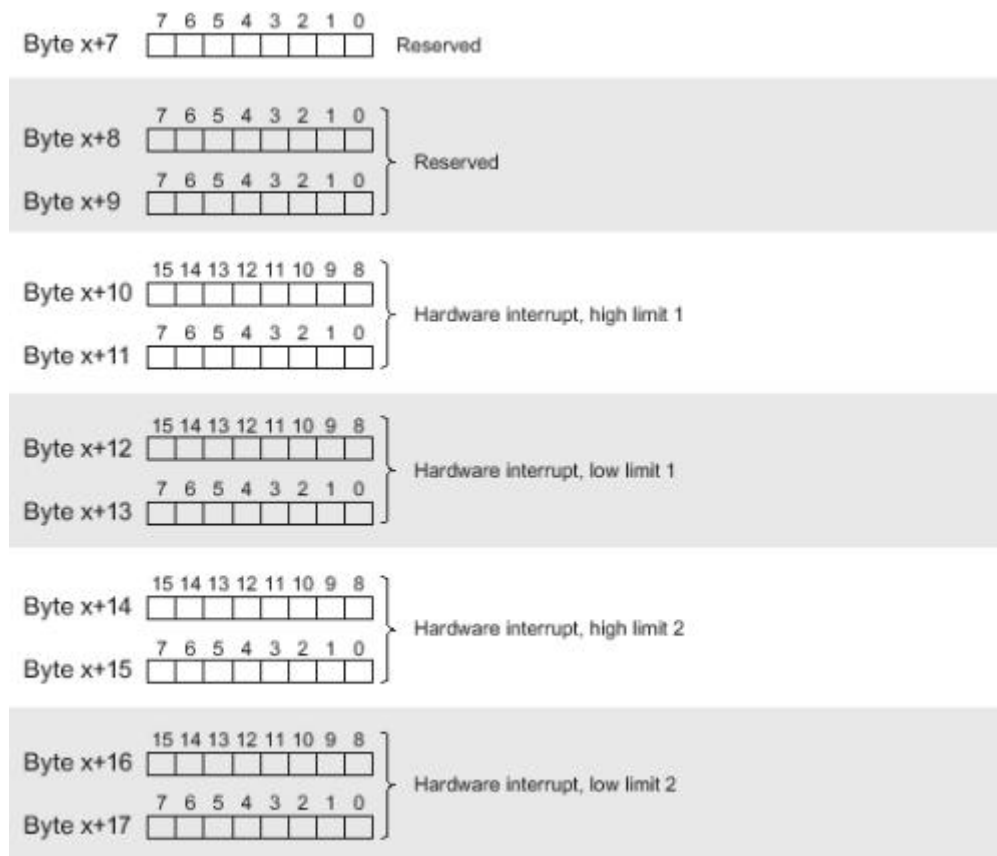 7 6 5 4 3 2 1 0
Byte x+7 Reserved
7 6 5 4 3 2 1 0
Byte x+8
Reserved
7 6 5 4 3 2 1 0
Byte x+9
15 14 13 12 11 10 9 8
Byte x+10
Hardware interrupt, high limit 1
7 6 5 4 3 2 1 0
Byte x+11
15 14 13 12 11 10 9 8
Byte x+12
Hardware interrupt, low limit 1
7 6 5 4 3 2 1 0
Byte x+13
15 14 13 12 11 10 9 8
Byte x+14
Hardware interrupt, high limit 2
7 6 5 4 3 2 1 0
Byte x+15
15 14 13 12 11 10 9 8
Byte x+16
Hardware interrupt, low limit 2
7 6 5 4 3 2 1 0
Byte x+17